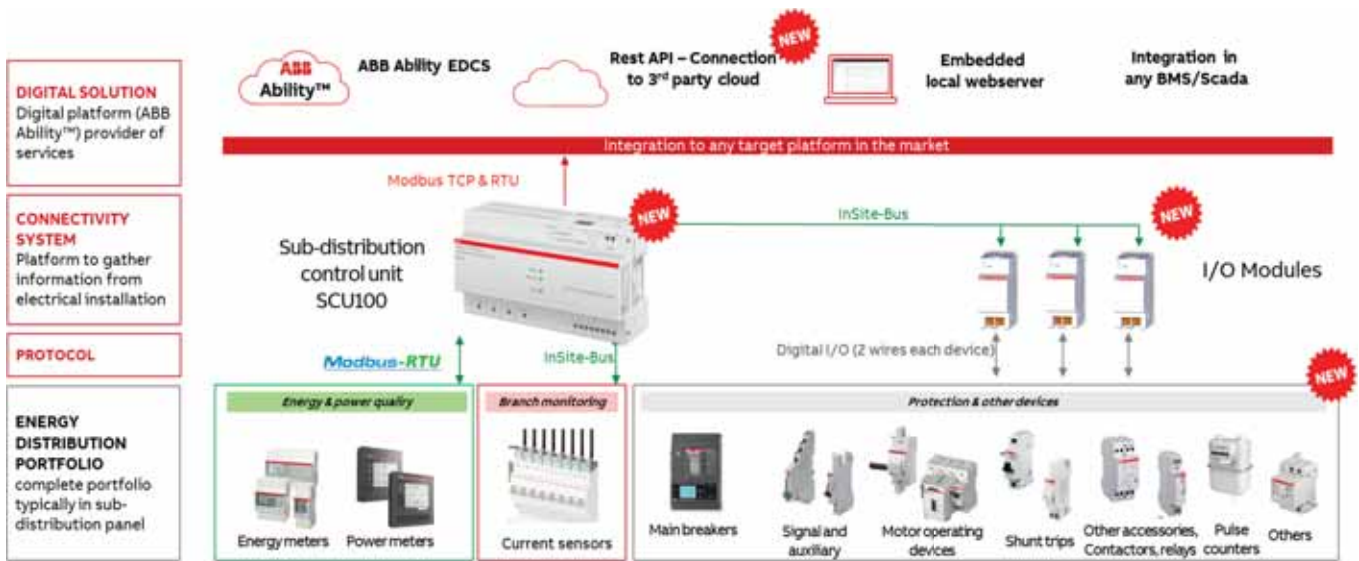 ABB
Ability™
ABB Ability EDCS
Rest API – Connection
to 3rd party cloud
NEW
Embedded
local webserver
Integration in
any BMS/Scada
DIGITAL SOLUTION
Digital platform (ABB
Ability™) provider of
services
Integration to any target platform in the market
Modbus TCP & RTU
CONNECTIVITY
SYSTEM
Platform to gather
information from
electrical installation
Sub-distribution
control unit
SCU100
NEW
InSite-Bus
NEW
I/O Modules
PROTOCOL
Modbus-RTU
InSite-Bus
Digital I/O (2 wires each device)
NEW
ENERGY
DISTRIBUTION
PORTFOLIO
complete portfolio
typically in sub-
distribution panel
Energy & power qualiry
Energy meters
Power meters
Branch monitoring
Current sensors
Protection & other devices
Main breakers
Signal and
auxiliary
Motor operating
devices
Shunt trips
Other accessories,
Contactors, relays
Pulse
counters
Others